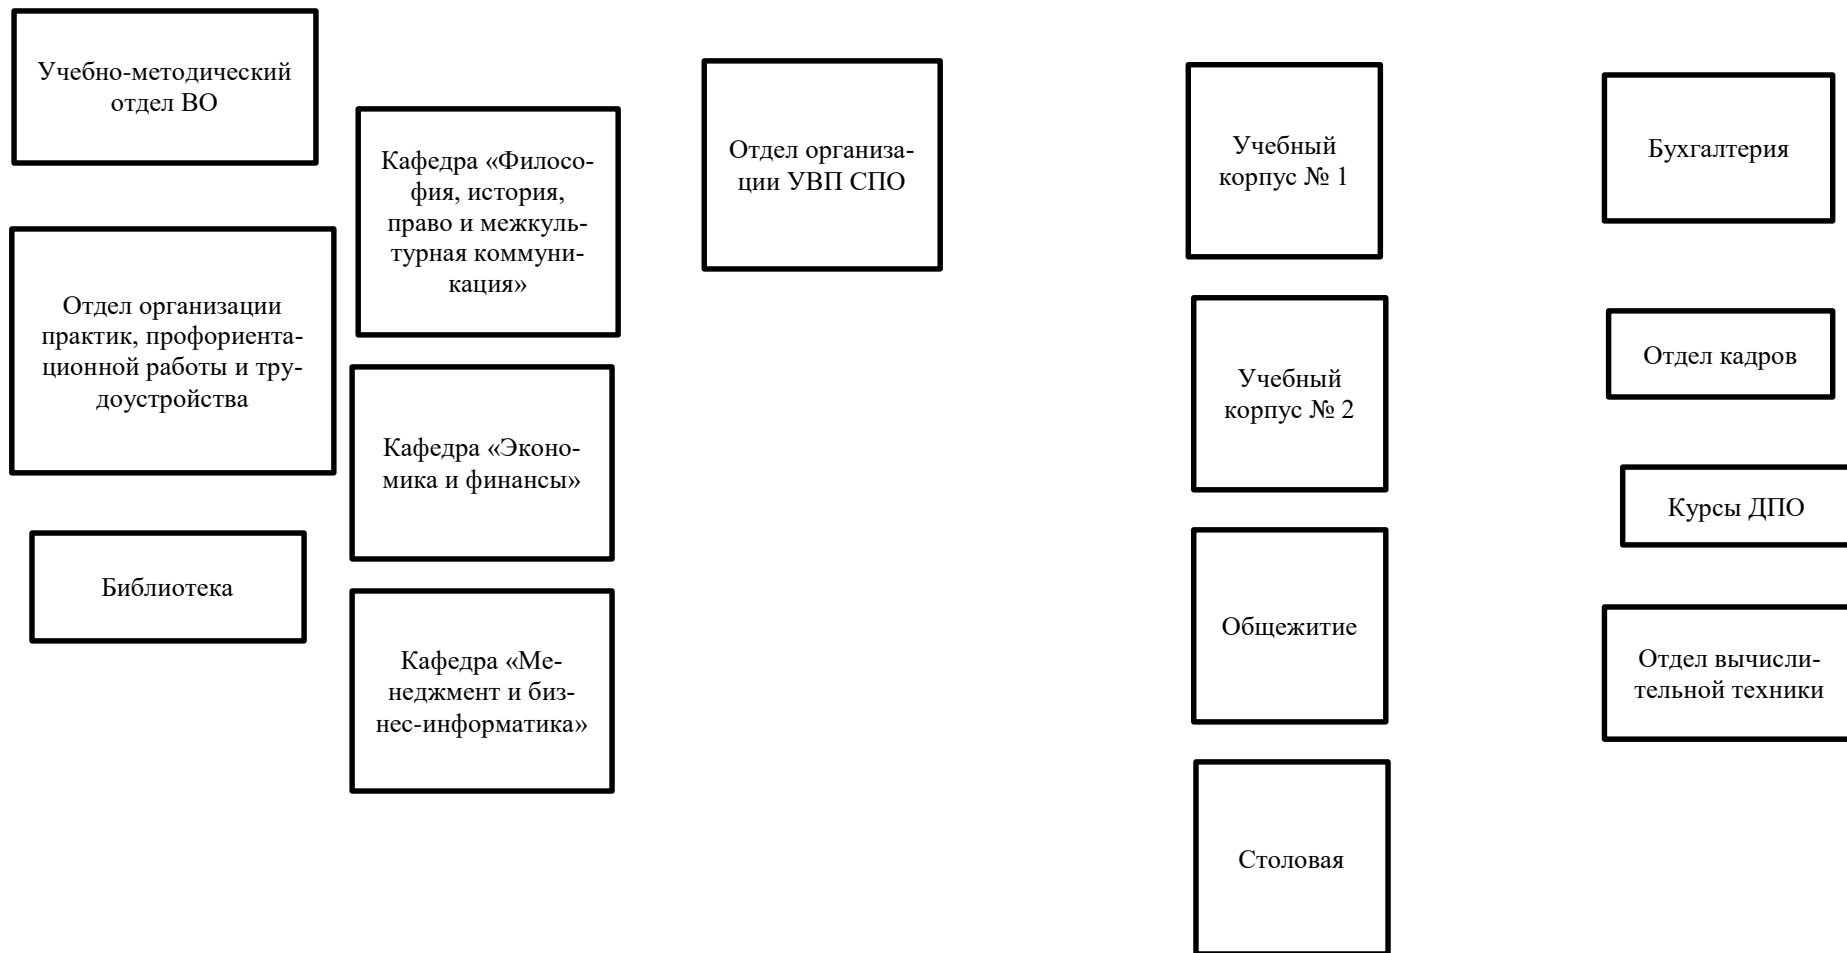 Учебно-методический
отдел ВО
Отдел организации
практик, профориента-
ционной работы и тру-
доустройства
Библиотека
Кафедра «Филосо-
фия, история,
право и межкуль-
турная коммуни-
кация»
Кафедра «Эконо-
мика и финансы»
Кафедра «Ме-
неджмент и биз-
нес-информатика»
Отдел организа-
ции УВП СПО
Учебный
корпус № 1
Учебный
корпус № 2
Общежитие
Столовая
Бухгалтерия
Отдел кадров
Курсы ДПО
Отдел вычисли-
тельной техники